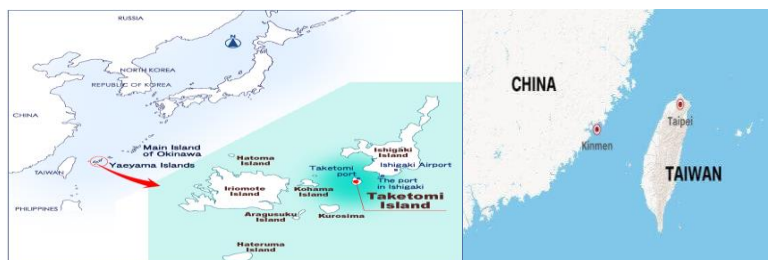 RUSSIA
N
NORTH KOREA
REPUBLIC OF KOREA
JAPAN
CHINA
Main Island
of Okinawa
Yaeyama Islands
TAIWAN
PHILIPPINES
Hatoma
Island
Ishigaki
Island
Ishigaki Airport
Taketomi
port
The port
in Ishigaki
Iriomote
Island
Kohama
Island
Taketomi
Island
Aragusuku
Island
Kurosima
Hateruma
Island
CHINA
Kinmen
Taipei
TAIWAN